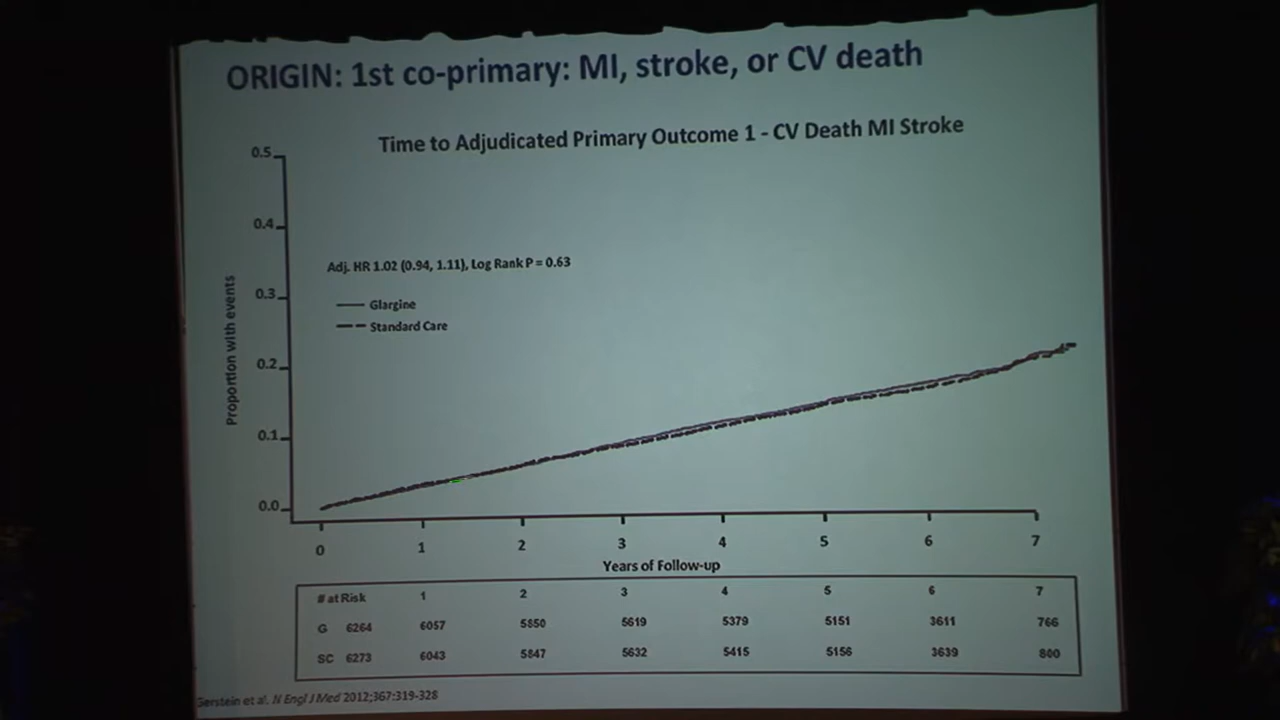 ORIGIN: 1st co-primary: MI, stroke, or CV death
Time to Adjudicated Primary Outcome 1 - CV Death MI Stroke
0.5
0.4
Adj. HR 1.02 (0.94, 1.11), Log Rank P = 0.63
0.3
Glargine
Standard Care
Proportion with events
0.2
0.1
0.0
0 1 2 3 4 5 6 7
Years of Follow-up
# at Risk 1 2 3 4 5 6 7
G 6264 6057 5850 5619 5379 5151 3611 766
SC 6273 6043 5847 5632 5415 5156 3639 800
Gerstein et al. N Engl J Med 2012;367:319-328